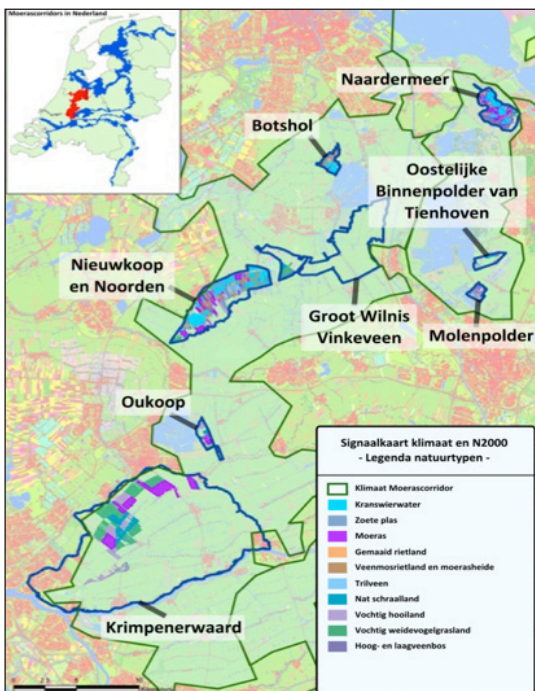 Moerascorridors in Nederland
Naardermeer
Botshol
Oostelijke
Binnenpolder van
Tienhoven
Nieuwkoop
en Noorden
Groot Wilnis
Vinkeveen
Molenpolder
Oukoop
Krimpenerwaard
Signaalkaart klimaat en N2000
- Legenda natuurtypen -
Klimaat Moerascorridor
Kranswierwater
Zoete plas
Moeras
Gemaaid rietland
Veenmosrietland en moerasheide
Trilveen
Nat schraalland
Vochtig hooiland
Vochtig weidevogelgrasland
Hoog- en laagveenbos